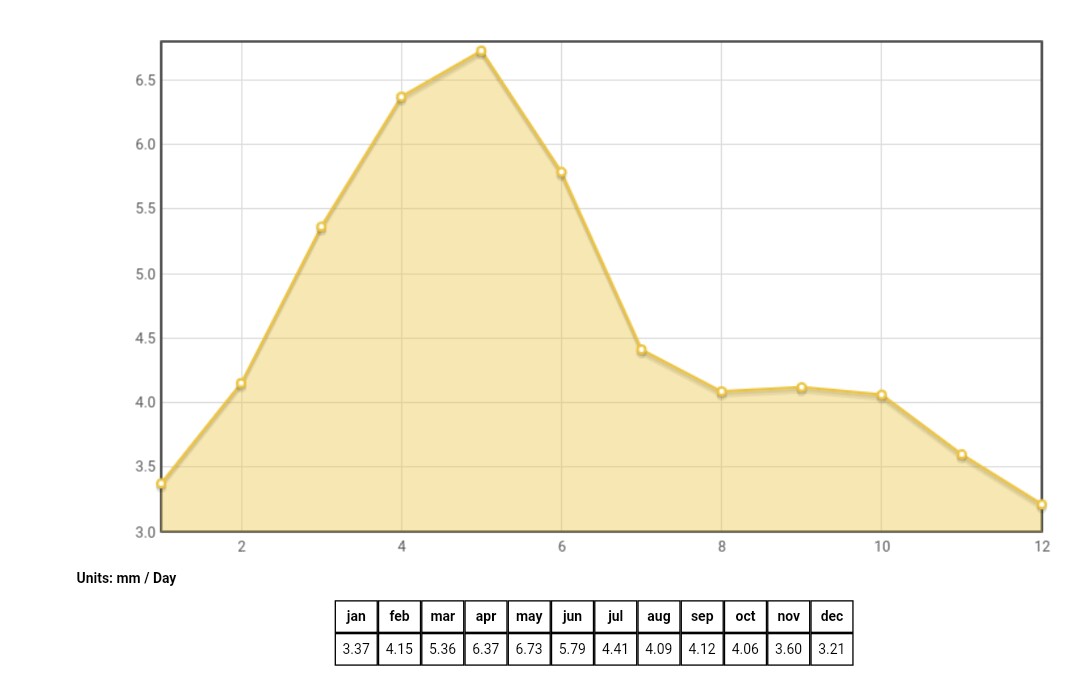 6.5
6.0
5.5
5.0
4.5
4.0
3.5
3.0
2 4 6 8 10 12
Units: mm / Day
jan feb mar apr may jun jul aug sep oct nov dec
3.37 4.15 5.36 6.37 6.73 5.79 4.41 4.09 4.12 4.06 3.60 3.21